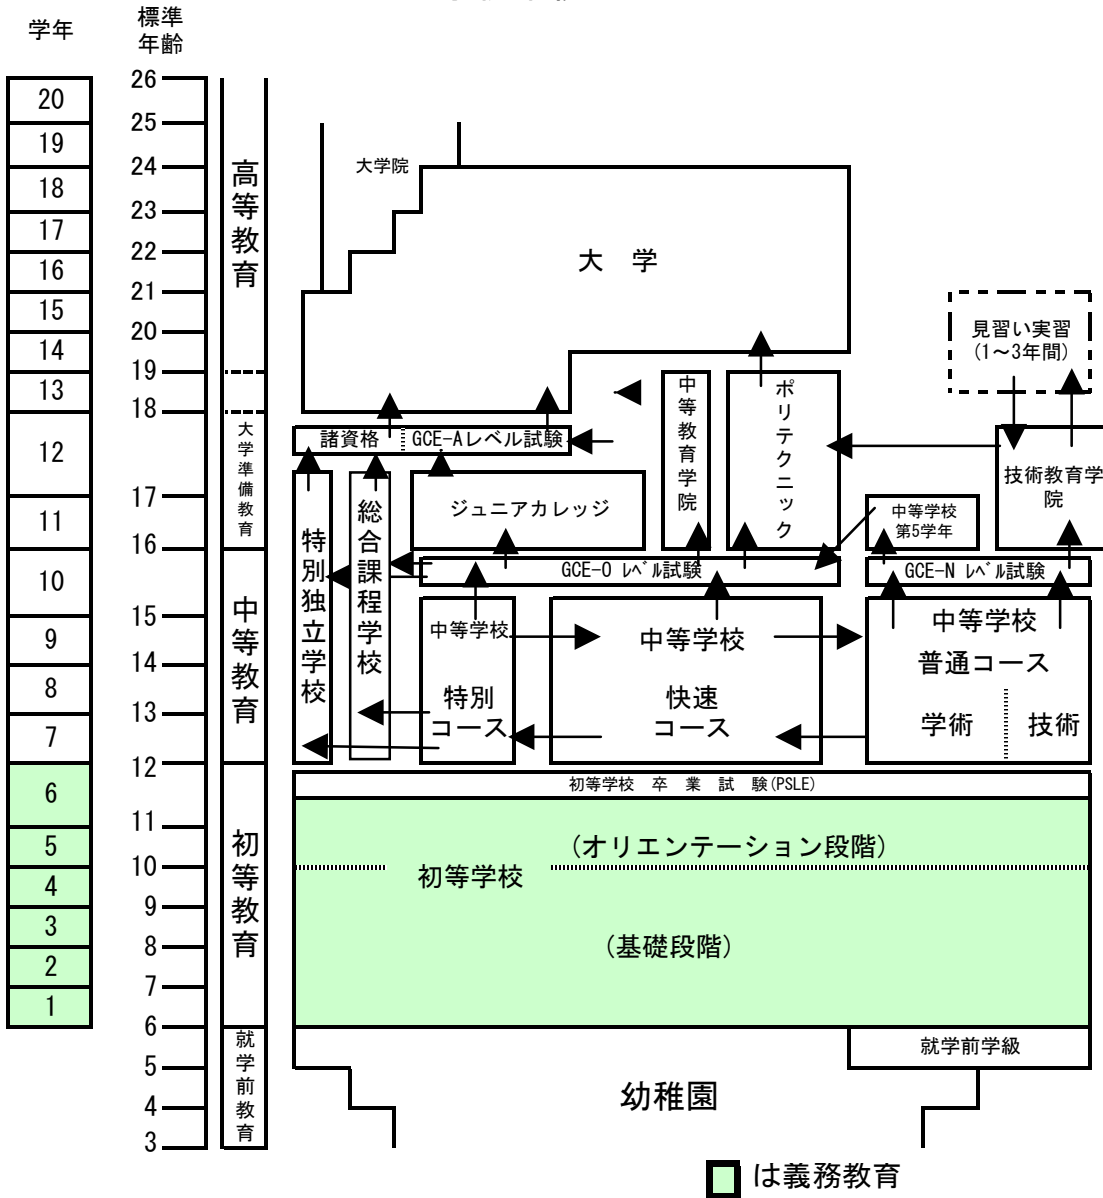 学年
標準
年齢
20
19
18
17
16
15
14
13
12
11
10
9
8
7
6
5
4
3
2
1
26
25
24
23
22
21
20
19
18
17
16
15
14
13
12
11
10
9
8
7
6
5
4
3
高等教育
大学準備教育
中等教育
初等教育
就学前教育
大学院
大 学
見習い実習
(1～3年間)
中等教育学院
ポリテクニック
諸資格
GCE-Aレベル試験
技術教育学
院
ジュニアカレッジ
中等学校
第5学年
特別独立学校
総合課程学校
GCE-O レベル試験
GCE-N レベル試験
中等学校
特別
コース
中等学校
快速
コース
中等学校
普通コース
学術
技術
初等学校 卒 業 試 験(PSLE)
(オリエンテーション段階)
初等学校
(基礎段階)
就学前学級
幼稚園
は義務教育